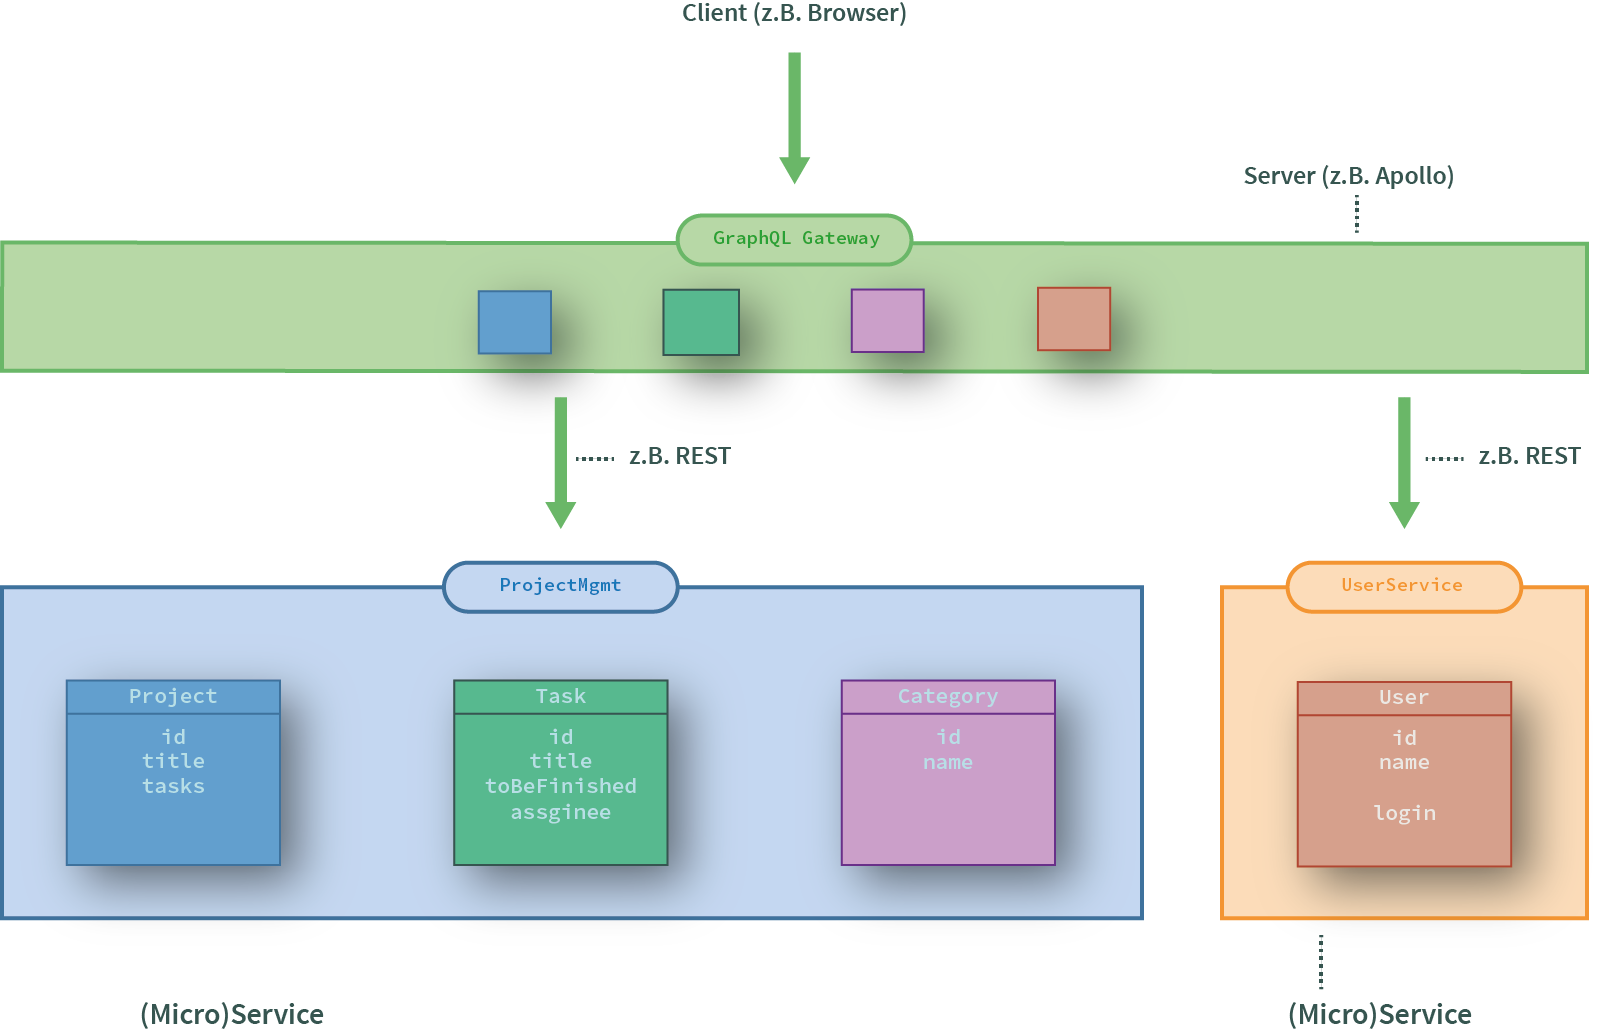 Client (z.B. Browser)
Server (z.B. Apollo)
GraphQL Gateway
z.B. REST
z.B. REST
ProjectMgmt
UserService
Project
id
title
tasks
Task
id
title
toBeFinished
assginee
Category
id
name
User
id
name
login
(Micro)Service
(Micro)Service